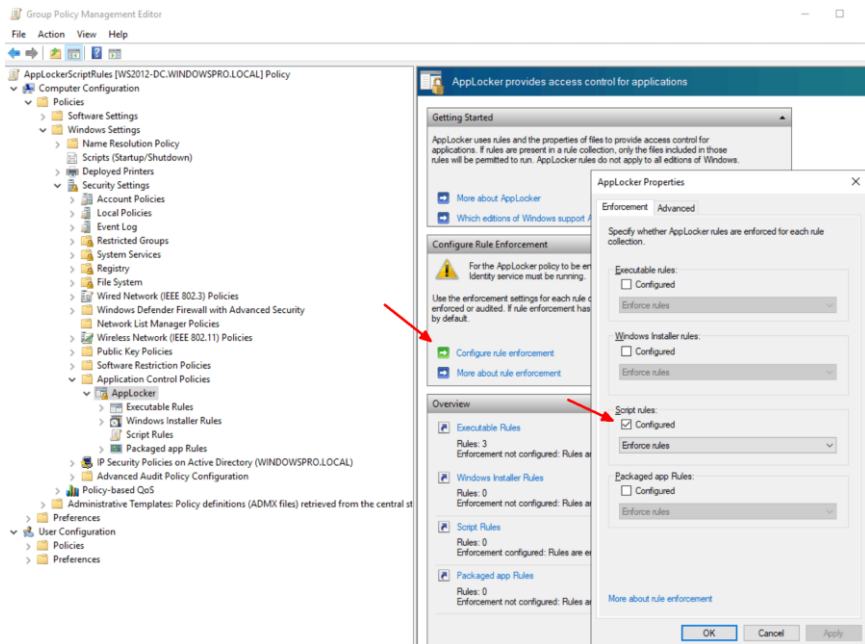 Group Policy Management Editor
File Action View Help
AppLockerScriptRules [WS2012-DC.WINDOWSPRO.LOCAL] Policy
Computer Configuration
Policies
Software Settings
Windows Settings
Name Resolution Policy
Scripts (Startup/Shutdown)
Deployed Printers
Security Settings
Account Policies
Local Policies
Event Log
Restricted Groups
System Services
Registry
File System
Wired Network (IEEE 802.3) Policies
Windows Defender Firewall with Advanced Security
Network List Manager Policies
Wireless Network (IEEE 802.11) Policies
Public Key Policies
Software Restriction Policies
Application Control Policies
AppLocker
Executable Rules
Windows Installer Rules
Script Rules
Packaged app Rules
IP Security Policies on Active Directory (WINDOWSPRO.LOCAL)
Advanced Audit Policy Configuration
Policy-based QoS
Administrative Templates: Policy definitions (ADMX files) retrieved from the central st
Preferences
User Configuration
Policies
Preferences
AppLocker provides access control for applications
Getting Started
AppLocker uses rules and the properties of files to provide access control for
applications. If rules are present in a rule collection, only the files included in those
rules will be permitted to run. AppLocker rules do not apply to all editions of Windows.
More about AppLocker
Which editions of Windows support A
Configure Rule Enforcement
For the AppLocker policy to be en
Identity service must be running.
Use the enforcement settings for each rule c
enforced or audited. If rule enforcement has
by default.
Configure rule enforcement
More about rule enforcement
Overview
Executable Rules
Rules: 3
Enforcement not configured: Rules ar
Windows Installer Rules
Rules: 0
Enforcement not configured: Rules ar
Script Rules
Rules: 0
Enforcement configured: Rules are en
Packaged app Rules
Rules: 0
Enforcement not configured: Rules ar
AppLocker Properties
Enforcement Advanced
Specify whether AppLocker rules are enforced for each rule
collection.
Executable rules:
Configured
Enforce rules
Windows Installer rules:
Configured
Enforce rules
Script rules:
Configured
Enforce rules
Packaged app Rules:
Configured
Enforce rules
More about rule enforcement
OK Cancel Apply